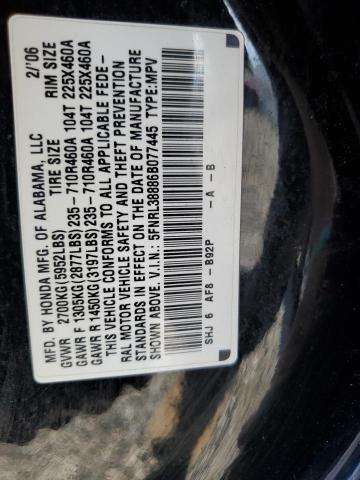 MFD. BY HONDA MFG. OF ALABAMA, LLC 2/'06
GVWR 2700KG(5952LBS) RIM SIZE
GAWR F 1305KG(2877LBS)235-710R460A 104T 225X460A
GAWR R 1450KG(3197LBS)235-710R460A 104T 225X460A
THIS VEHICLE CONFORMS TO ALL APPLICABLE FEDE-
RAL MOTOR VEHICLE SAFETY AND THEFT PREVENTION
STANDARDS IN EFFECT ON THE DATE OF MANUFACTURE
SHOWN ABOVE. V.I.N.: 5FNRL38886B077445 TYPE:MPV
SHJ 6 AF8 -B92P -A -B